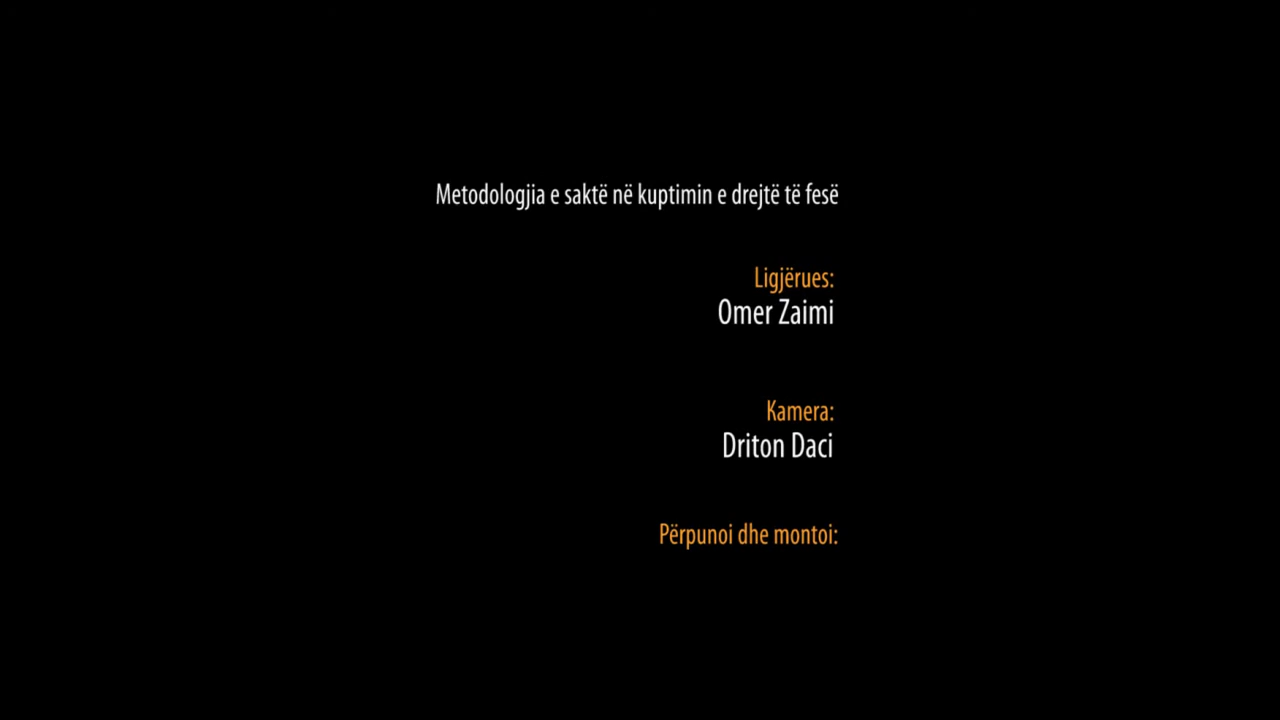 Metodologjia e saktë në kuptimin e drejtë të fesë
Ligjërues:
Omer Zaimi
Kamera:
Driton Daci
Përpunoi dhe montoi: